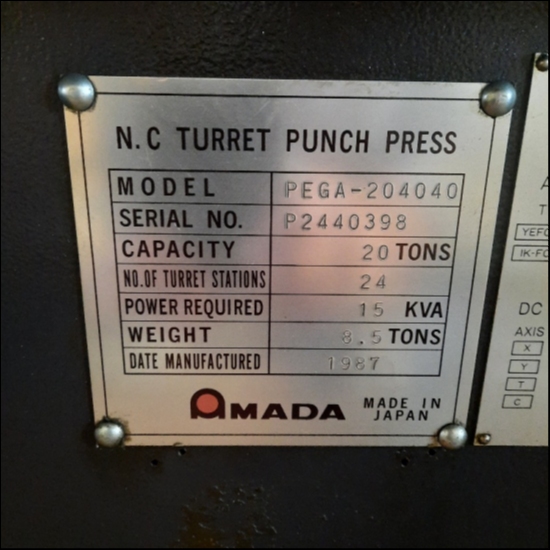 N.C TURRET PUNCH PRESS
MODEL PEGA-204040
SERIAL NO. P2440398
CAPACITY 20 TONS
NO.OF TURRET STATIONS 24
POWER REQUIRED 15 KVA
WEIGHT 8.5 TONS
DATE MANUFACTURED 1987
AMADA MADE IN JAPAN
DC
AXIS
X
Y
T
C